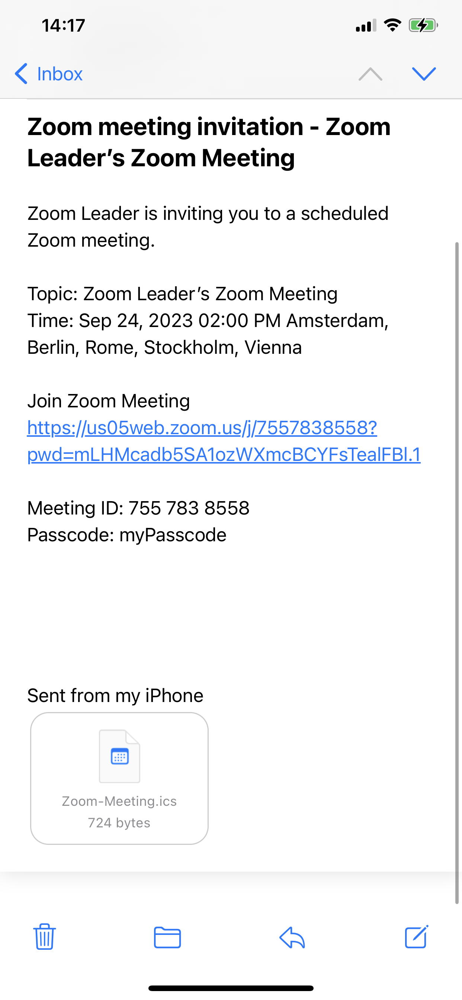 14:17
Inbox
Zoom meeting invitation - Zoom
Leader’s Zoom Meeting
Zoom Leader is inviting you to a scheduled
Zoom meeting.
Topic: Zoom Leader’s Zoom Meeting
Time: Sep 24, 2023 02:00 PM Amsterdam,
Berlin, Rome, Stockholm, Vienna
Join Zoom Meeting
https://us05web.zoom.us/j/7557838558?
pwd=mLHMcadb5SA1ozWXmcBCYFsTealFBl.1
Meeting ID: 755 783 8558
Passcode: myPasscode
Sent from my iPhone
Zoom-Meeting.ics
724 bytes